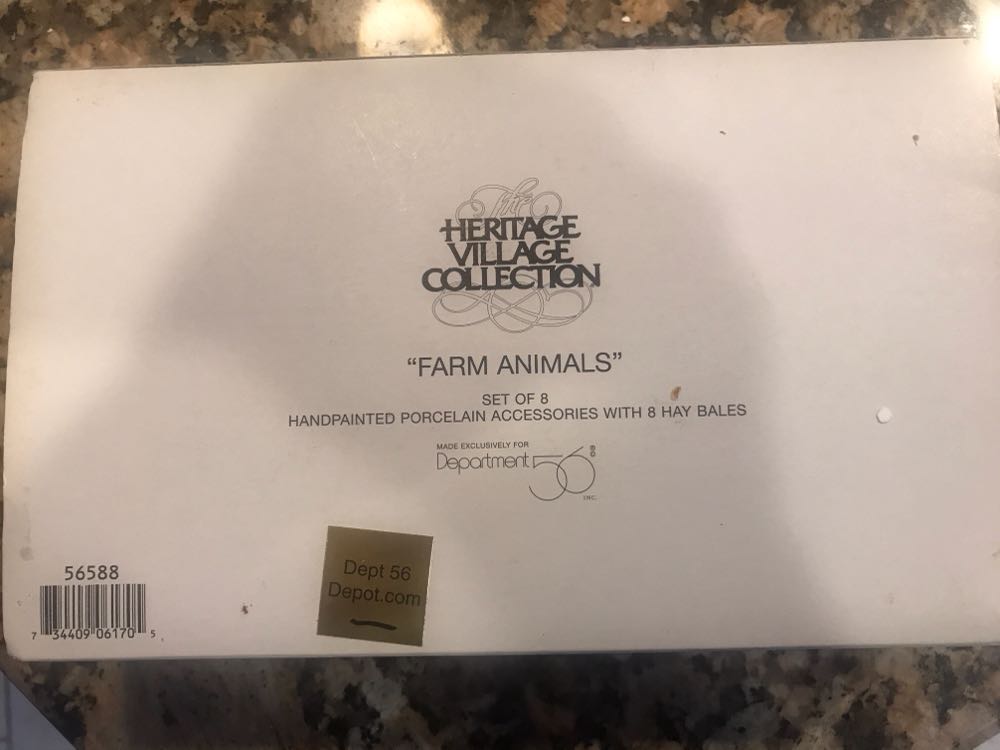 The
HERITAGE
VILLAGE
COLLECTION
“FARM ANIMALS”
SET OF 8
HANDPAINTED PORCELAIN ACCESSORIES WITH 8 HAY BALES
MADE EXCLUSIVELY FOR
Department 56®
INC.
Dept 56
Depot.com
56588
7 34409 06170 5